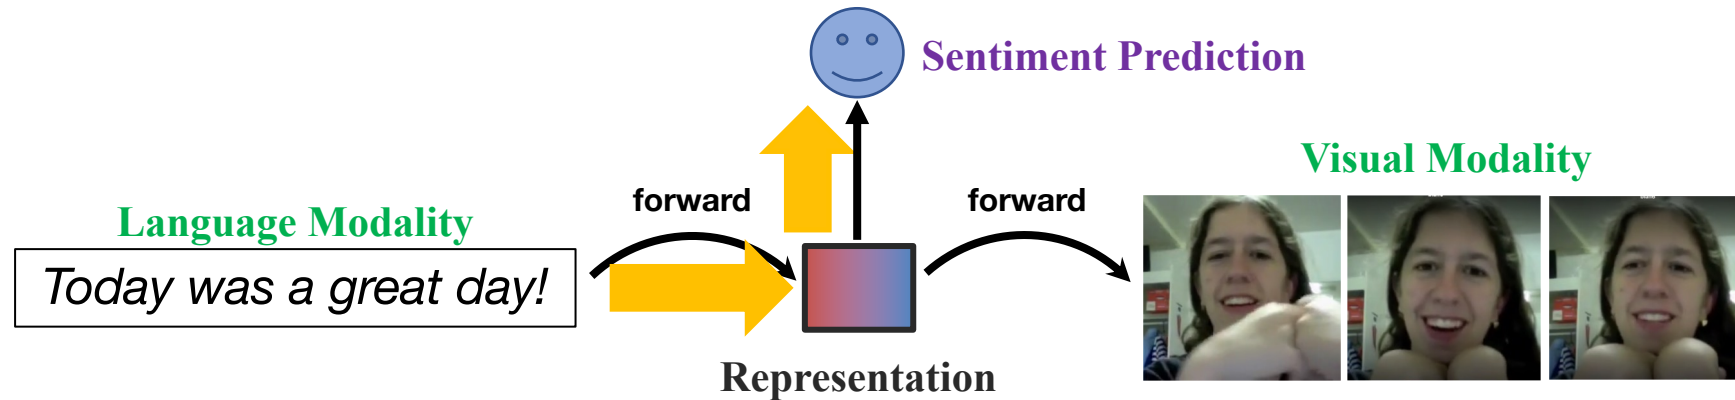 Sentiment Prediction
Visual Modality
forward
forward
Language Modality
Today was a great day!
Representation